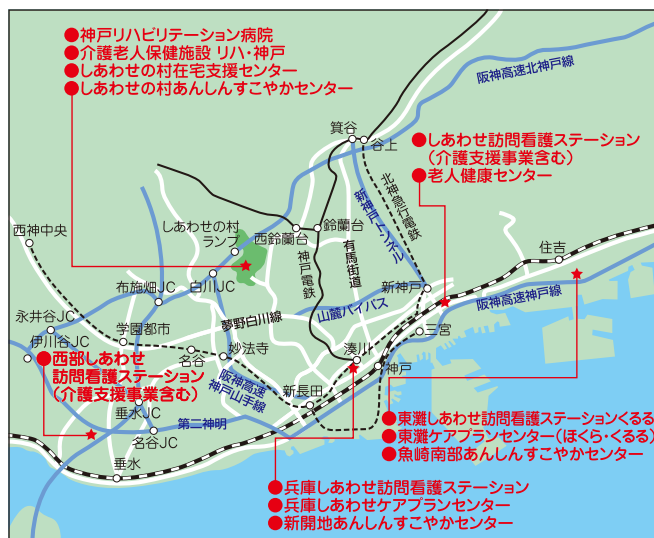 ●神戸リハビリテーション病院
●介護老人保健施設 リハ・神戸
●しあわせの村在宅支援センター
●しあわせの村あんしんすこやかセンター
阪神高速北神戸線
箕谷
谷上
●しあわせ訪問看護ステーション
(介護支援事業含む)
●老人健康センター
北神急行電鉄
新神戸トンネル
しあわせの村
ランプ
西鈴蘭台
鈴蘭台
有馬街道
神戸電鉄
西神中央
住吉
布施畑JC
白川JC
新神戸
阪神高速神戸線
山麓バイパス
永井谷JC
伊川谷JC
学園都市
夢野白川線
三宮
名谷
妙法寺
湊川
神戸
●西部しあわせ
訪問看護ステーション
(介護支援事業含む)
阪神高速
神戸山手線
新長田
垂水JC
第二神明
名谷JC
垂水
●東灘しあわせ訪問看護ステーションくるる
●東灘ケアプランセンター(ほくら・くるる)
●魚崎南部あんしんすこやかセンター
●兵庫しあわせ訪問看護ステーション
●兵庫しあわせケアプランセンター
●新開地あんしんすこやかセンター